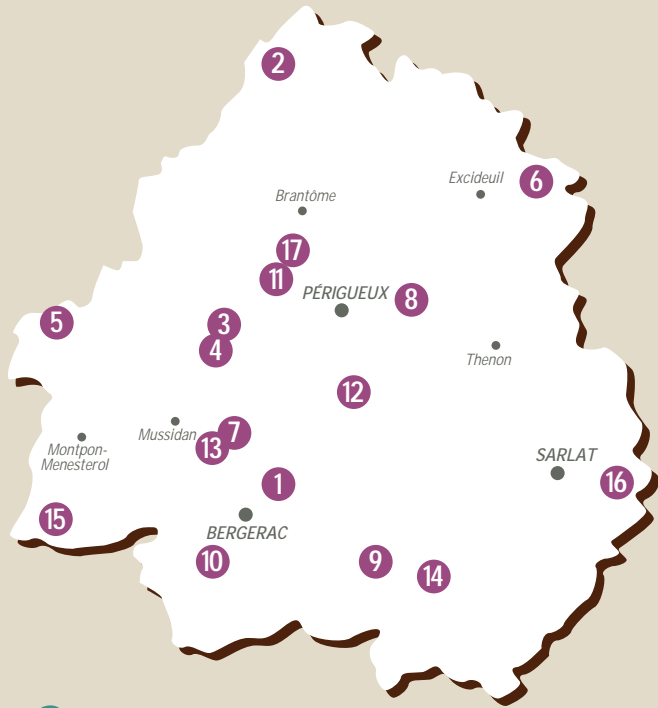 2
Excideuil
6
Brantôme
17
11
PÉRIGUEUX
8
5
3
4
Thenon
12
Mussidan
7
13
Montpon-
Menesterol
SARLAT
16
1
15
BERGERAC
10
9
14